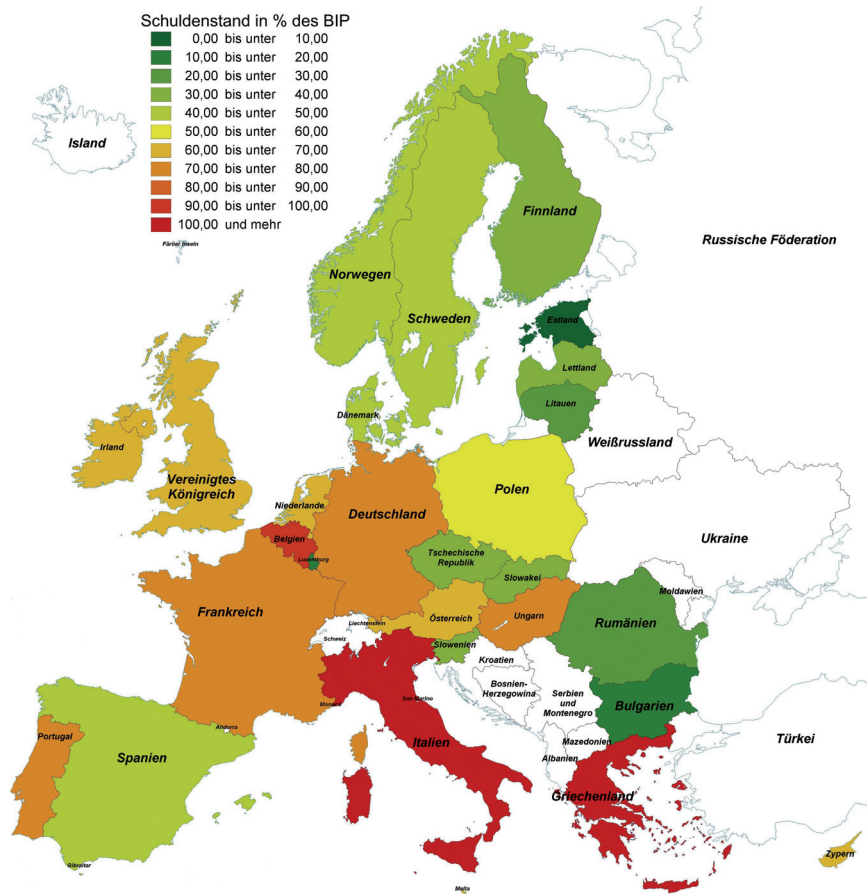 Schuldenstand in % des BIP
0,00 bis unter 10,00
10,00 bis unter 20,00
20,00 bis unter 30,00
30,00 bis unter 40,00
40,00 bis unter 50,00
50,00 bis unter 60,00
60,00 bis unter 70,00
70,00 bis unter 80,00
80,00 bis unter 90,00
90,00 bis unter 100,00
100,00 und mehr
Island
Färöer Inseln
Finnland
Russische Föderation
Norwegen
Schweden
Estland
Lettland
Litauen
Dänemark
Weißrussland
Irland
Vereinigtes
Königreich
Niederlande
Deutschland
Polen
Belgien
Luxemburg
Tschechische
Republik
Slowakei
Ukraine
Moldawien
Frankreich
Liechtenstein
Österreich
Ungarn
Rumänien
Schweiz
Slowenien
Kroatien
Bosnien-
Herzegowina
Serbien
und
Montenegro
Bulgarien
Monaco
San Marino
Andorra
Portugal
Spanien
Italien
Mazedonien
Albanien
Türkei
Griechenland
Gibraltar
Malta
Zypern